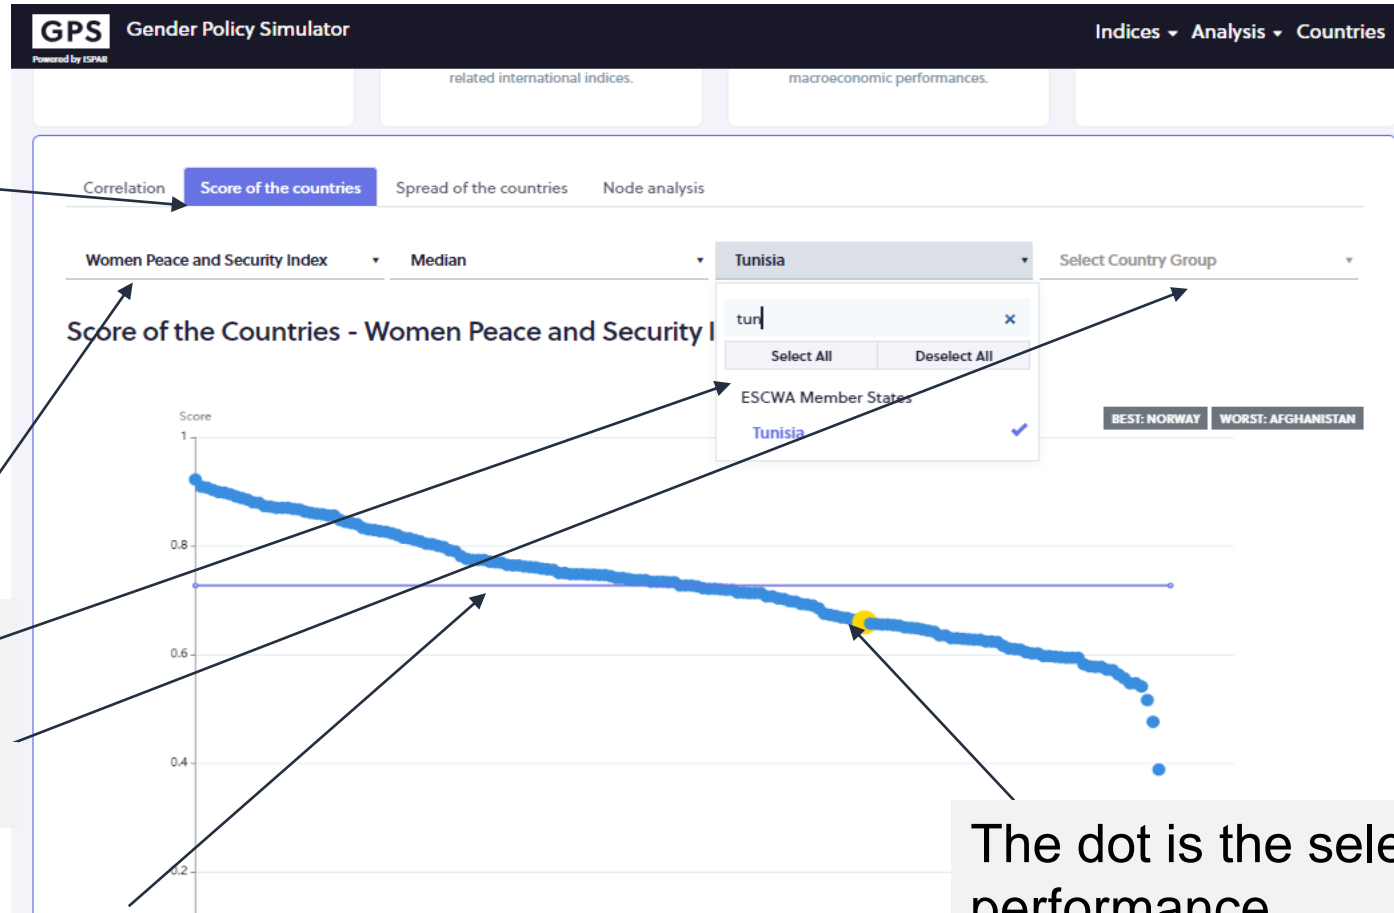 GPS Gender Policy Simulator
Powered by ISPAR
Indices Analysis Countries
related international indices.
macroeconomic performances.
Correlation Score of the countries Spread of the countries Node analysis
Women Peace and Security Index Median Tunisia Select Country Group
tun
Select All Deselect All
ESCWA Member States
Tunisia
Score of the Countries - Women Peace and Security I
BEST: NORWAY WORST: AFGHANISTAN
Score
1
0.8
0.6
0.4
0.2
The dot is the sele
performance